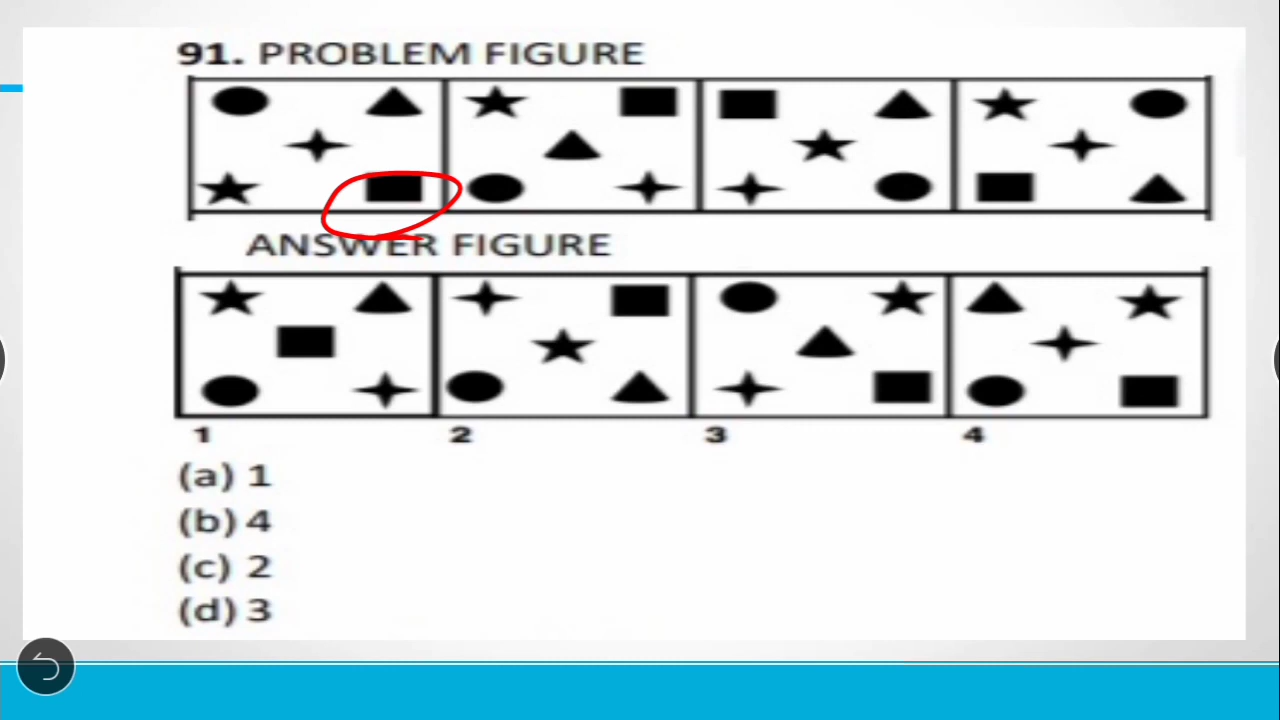 91. PROBLEM FIGURE
ANSWER FIGURE
1 2 3 4
(a) 1
(b) 4
(c) 2
(d) 3